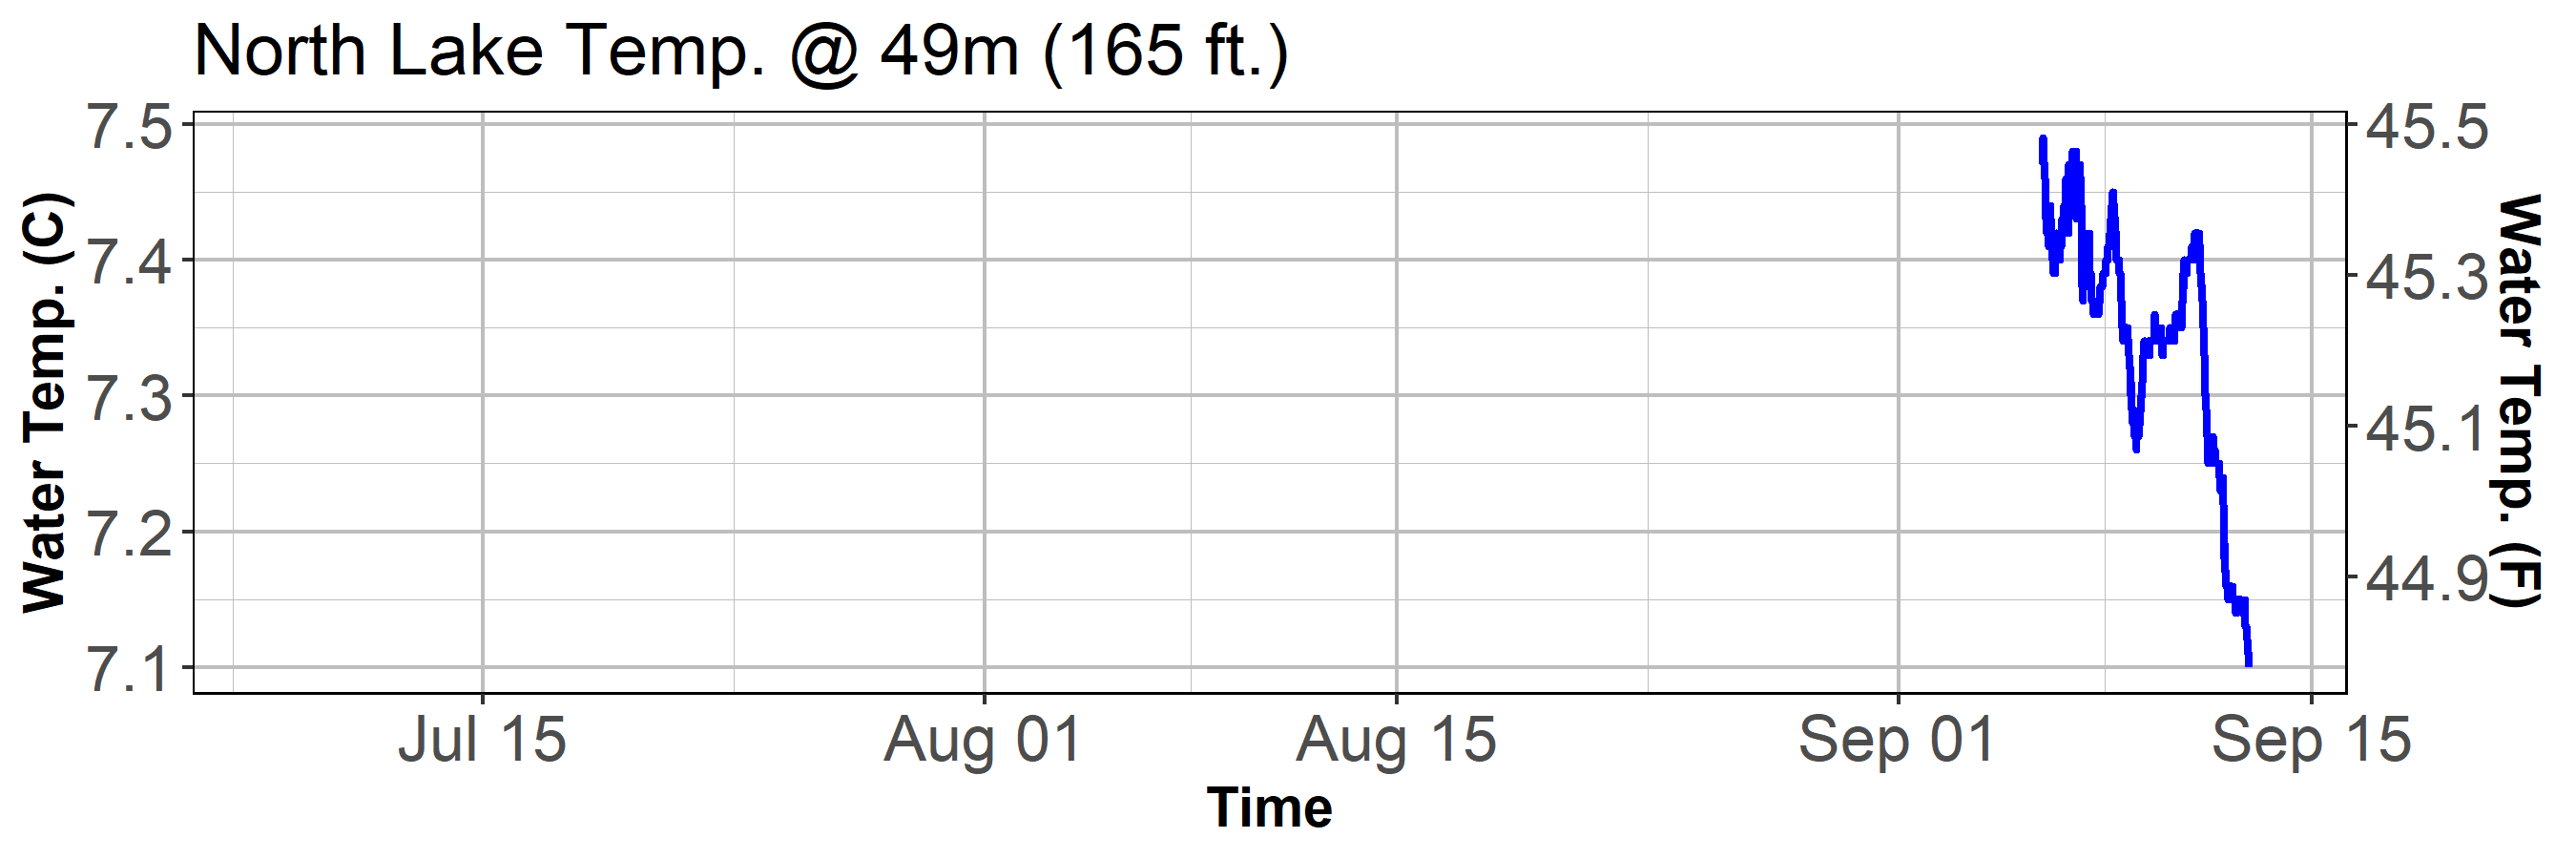 North Lake Temp. @ 49m (165 ft.)
7.5
7.4
7.3
7.2
7.1
Water Temp. (C)
45.5
45.3
45.1
44.9
Water Temp. (F)
Jul 15
Aug 01
Aug 15
Sep 01
Sep 15
Time